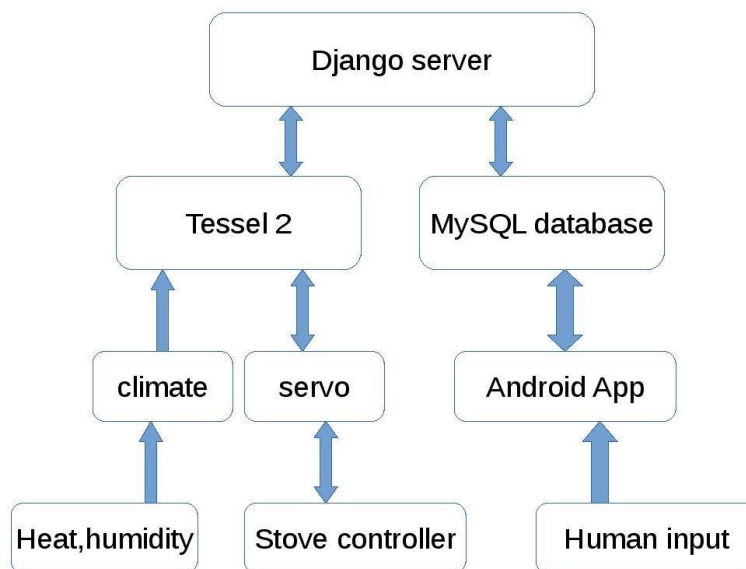 Django server
Tessel 2
MySQL database
climate
servo
Android App
Heat,humidity
Stove controller
Human input